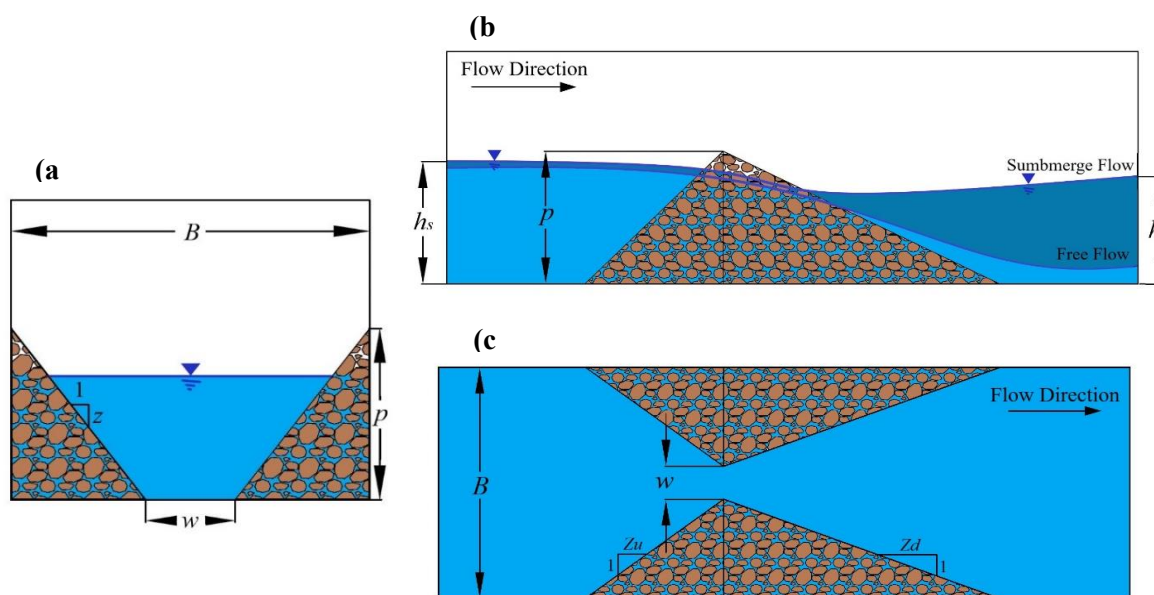 (a
B
1
z
p
w
(b)
Flow Direction
hs
p
Sumbmerge Flow
Free Flow
h
(c
B
w
Flow Direction
Zu
1
Zd
1